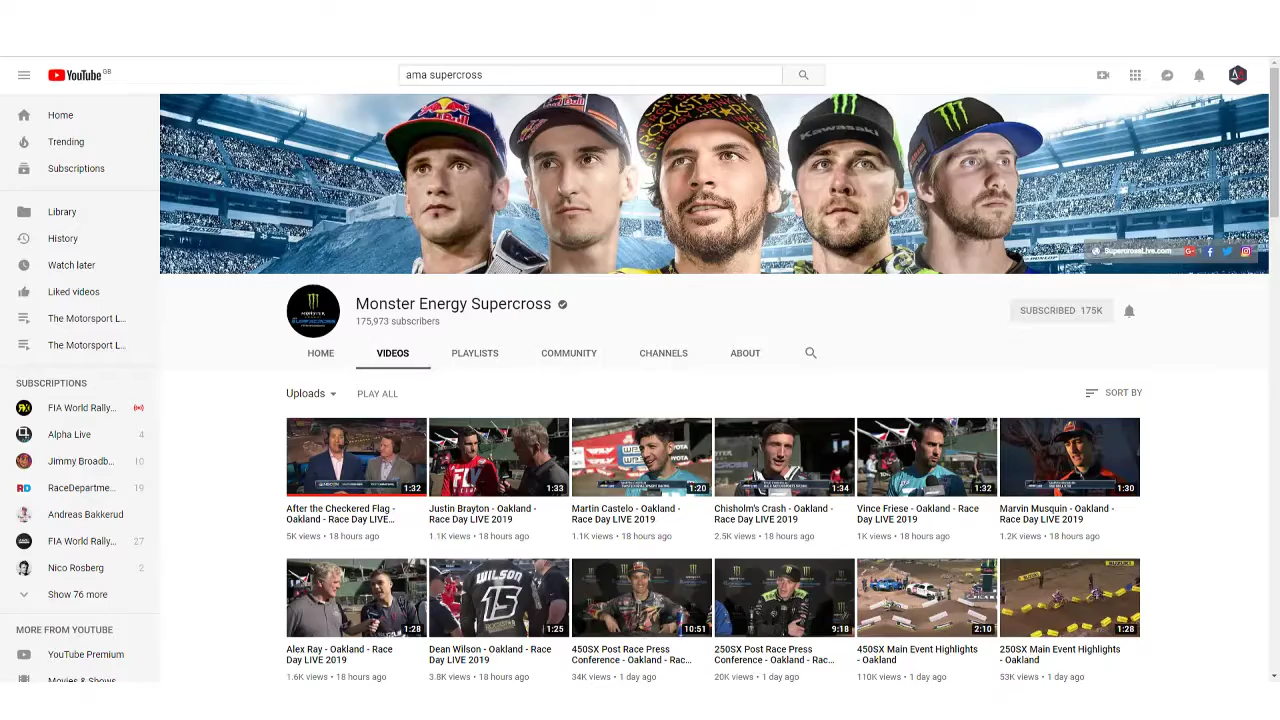 YouTube GB
ama supercross
Home
Trending
Subscriptions
Library
History
Watch later
Liked videos
The Motorsport L...
The Motorsport L...
SUBSCRIPTIONS
FIA World Rally...
Alpha Live 4
Jimmy Broadb... 10
RaceDepartme... 19
Andreas Bakkerud
FIA World Rally... 27
Nico Rosberg 2
Show 76 more
MORE FROM YOUTUBE
YouTube Premium
Movies & Shows
Red Bull
ROCKSTAR
Kawasaki
SupercrossLive.com
Monster Energy Supercross
175,973 subscribers
SUBSCRIBED 175K
HOME VIDEOS PLAYLISTS COMMUNITY CHANNELS ABOUT
Uploads PLAY ALL SORT BY
1:32 1:33 1:20 1:34 1:32 1:30
After the Checkered Flag -
Oakland - Race Day LIVE...
5K views • 18 hours ago
Justin Brayton - Oakland -
Race Day LIVE 2019
1.1K views • 18 hours ago
Martin Castelo - Oakland -
Race Day LIVE 2019
1.1K views • 18 hours ago
Chisholm's Crash - Oakland -
Race Day LIVE 2019
2.5K views • 18 hours ago
Vince Friese - Oakland - Race
Day LIVE 2019
1K views • 18 hours ago
Marvin Musquin - Oakland -
Race Day LIVE 2019
1.2K views • 18 hours ago
WILSON
15
1:28 1:25 10:51 9:18 2:10 1:28
Alex Ray - Oakland - Race
Day LIVE 2019
1.6K views • 18 hours ago
Dean Wilson - Oakland - Race
Day LIVE 2019
3.8K views • 18 hours ago
450SX Post Race Press
Conference - Oakland - Rac...
34K views • 1 day ago
250SX Post Race Press
Conference - Oakland - Rac...
20K views • 1 day ago
450SX Main Event Highlights
- Oakland
110K views • 1 day ago
250SX Main Event Highlights
- Oakland
53K views • 1 day ago